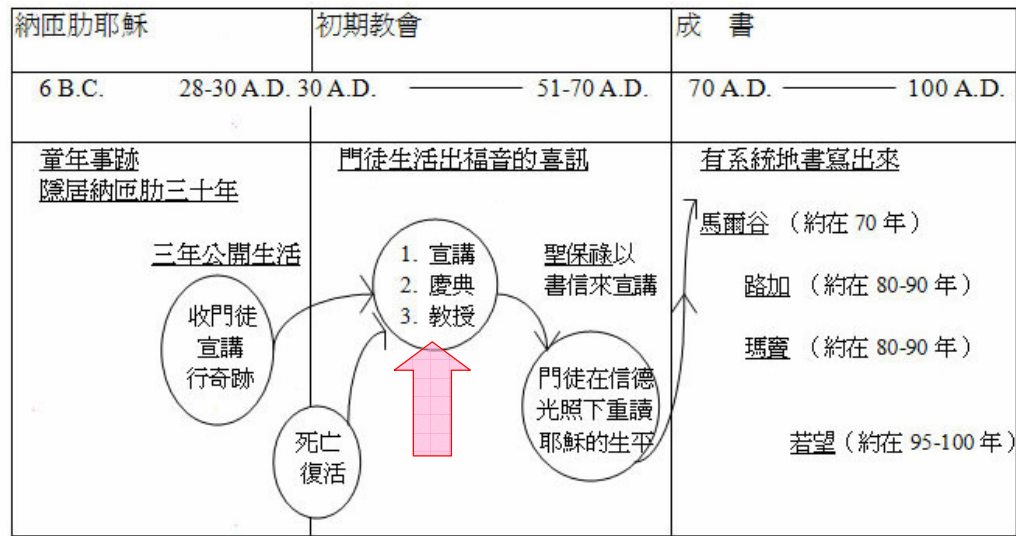 納匝肋耶穌
初期教會
成　書
6 B.C.
28-30 A.D.
30 A.D.
51-70 A.D.
70 A.D.
100 A.D.
童年事跡
隱居納匝肋三十年
三年公開生活
收門徒
宣講
行奇跡
死亡
復活
門徒生活出福音的喜訊
1. 宣講
2. 慶典
3. 教授
聖保祿以
書信來宣講
門徒在信德
光照下重讀
耶穌的生平
有系統地書寫出來
馬爾谷 （約在 70 年）
路加 （約在 80-90 年）
瑪竇 （約在 80-90 年）
若望（約在 95-100 年）